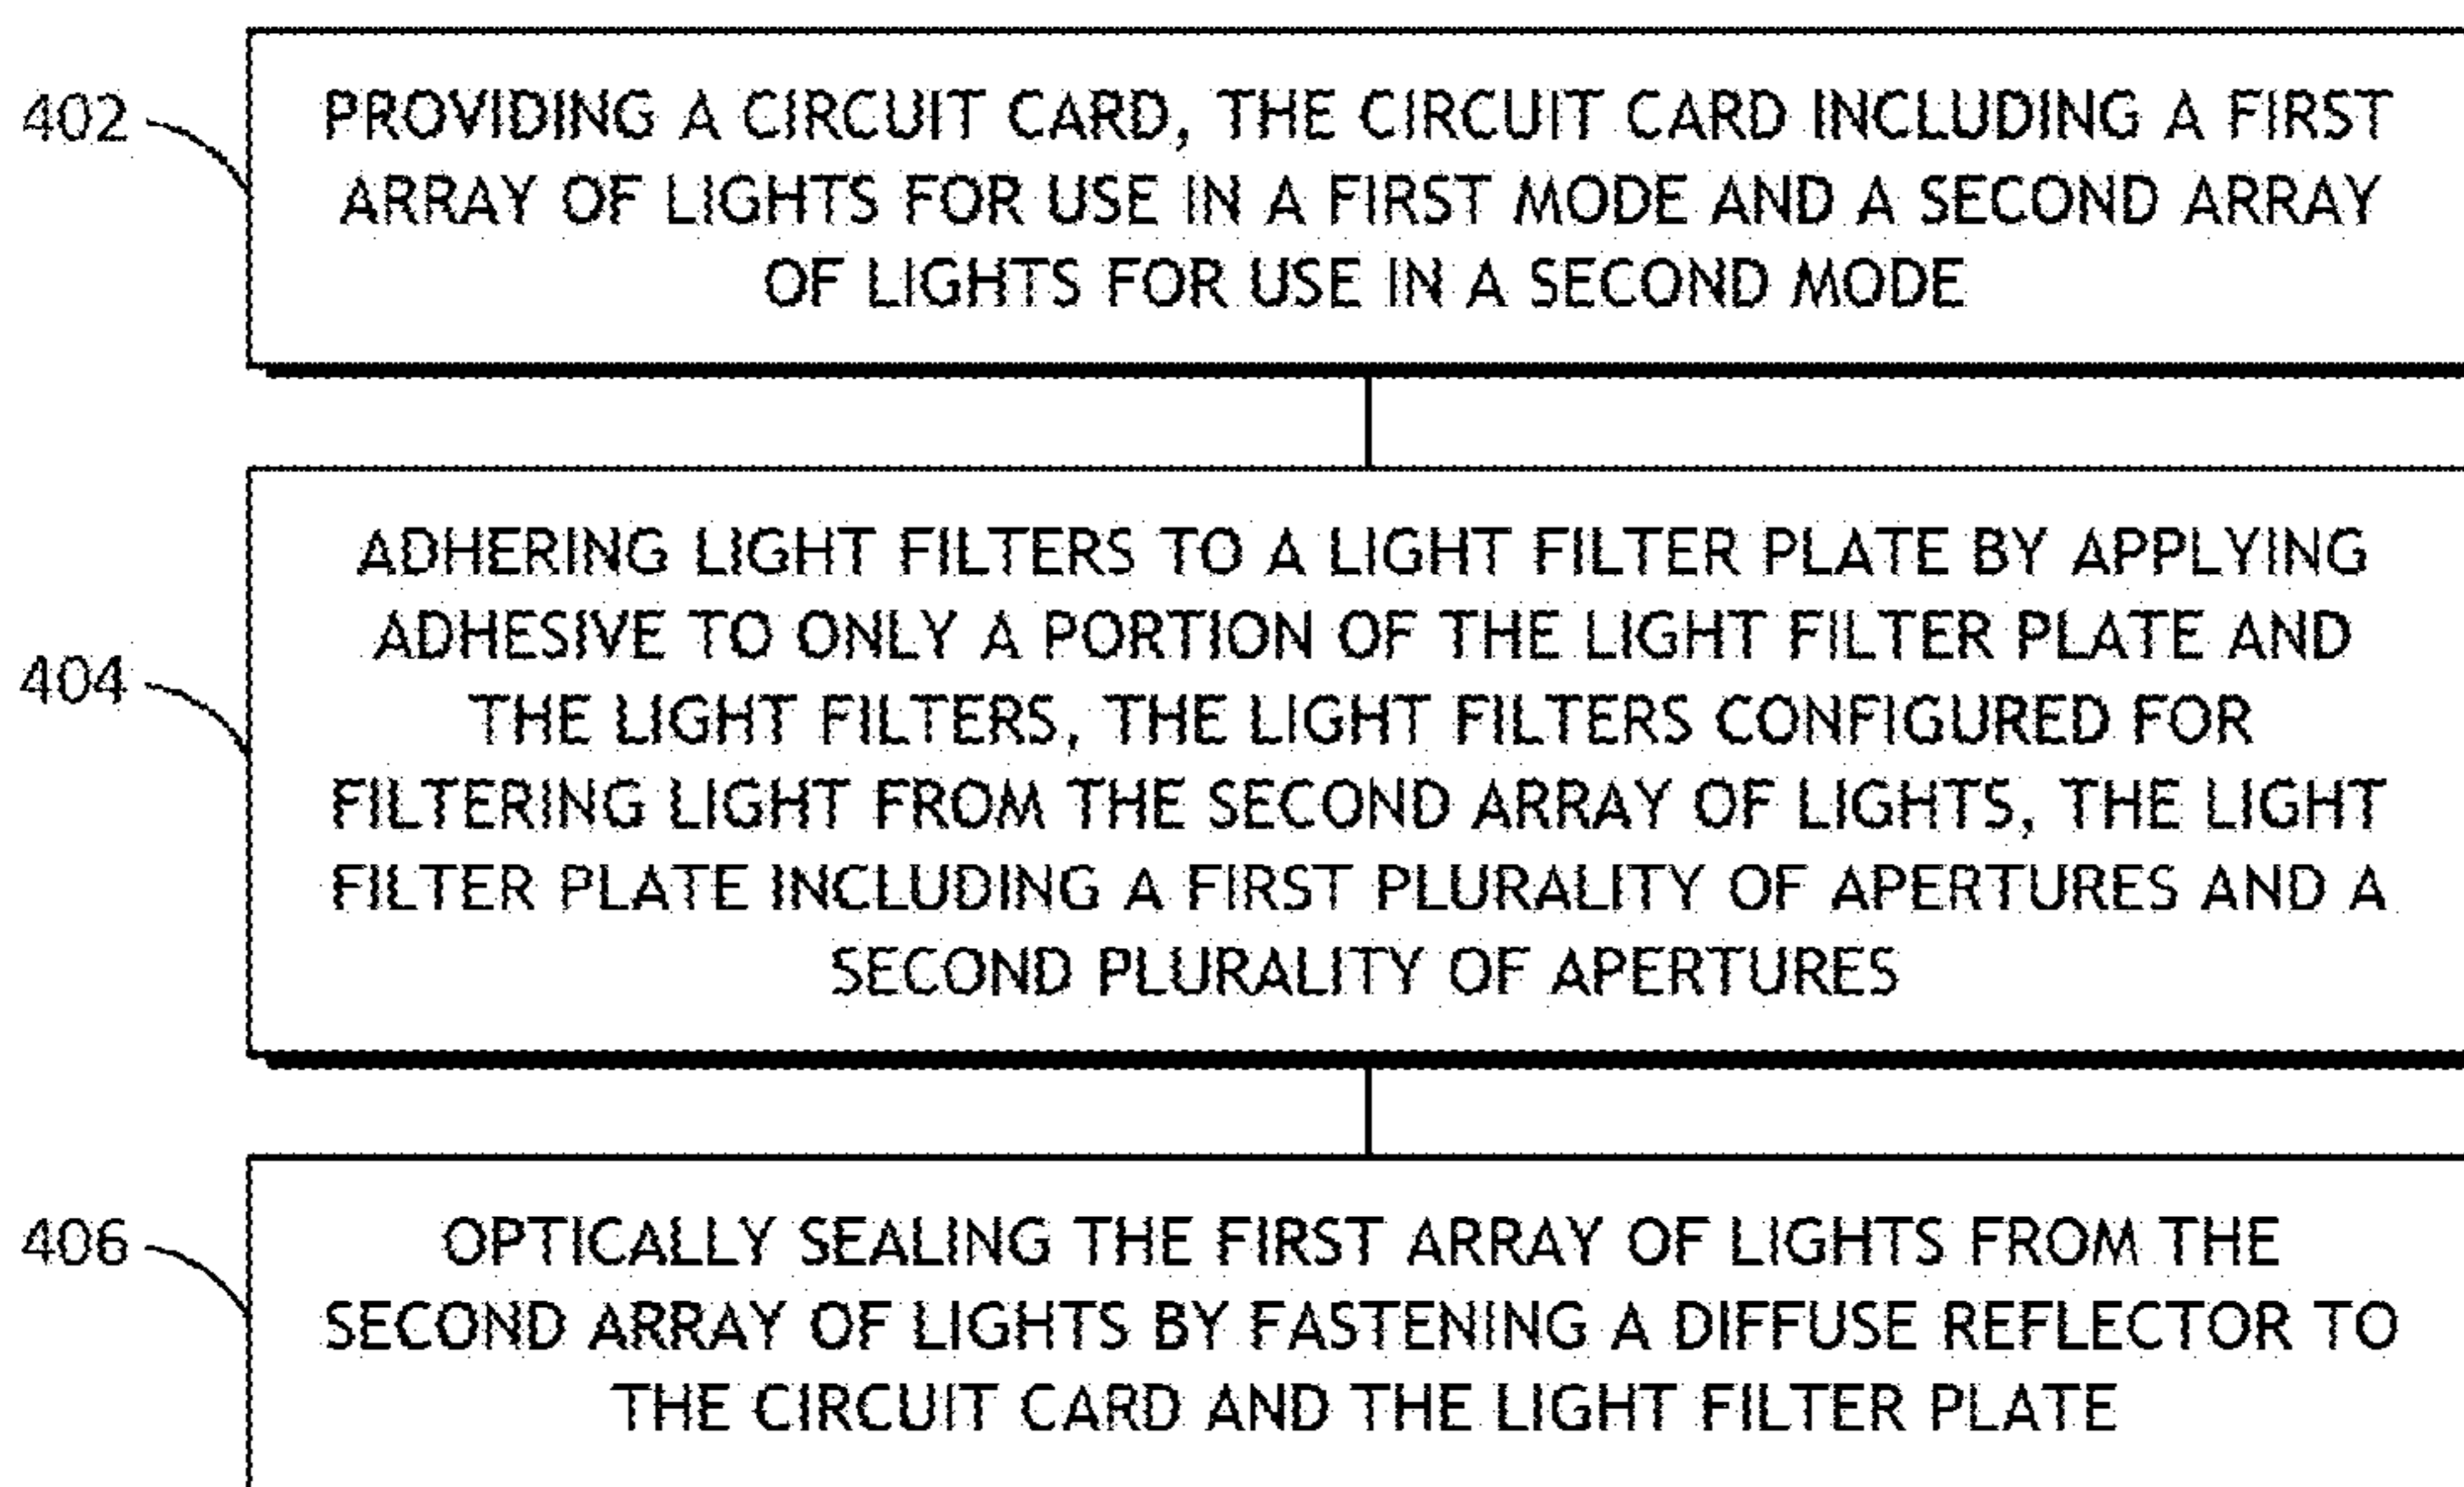 402
PROVIDING A CIRCUIT CARD, THE CIRCUIT CARD INCLUDING A FIRST
ARRAY OF LIGHTS FOR USE IN A FIRST MODE AND A SECOND ARRAY
OF LIGHTS FOR USE IN A SECOND MODE
404
ADHERING LIGHT FILTERS TO A LIGHT FILTER PLATE BY APPLYING
ADHESIVE TO ONLY A PORTION OF THE LIGHT FILTER PLATE AND
THE LIGHT FILTERS, THE LIGHT FILTERS CONFIGURED FOR
FILTERING LIGHT FROM THE SECOND ARRAY OF LIGHTS, THE LIGHT
FILTER PLATE INCLUDING A FIRST PLURALITY OF APERTURES AND A
SECOND PLURALITY OF APERTURES
406
OPTICALLY SEALING THE FIRST ARRAY OF LIGHTS FROM THE
SECOND ARRAY OF LIGHTS BY FASTENING A DIFFUSE REFLECTOR TO
THE CIRCUIT CARD AND THE LIGHT FILTER PLATE